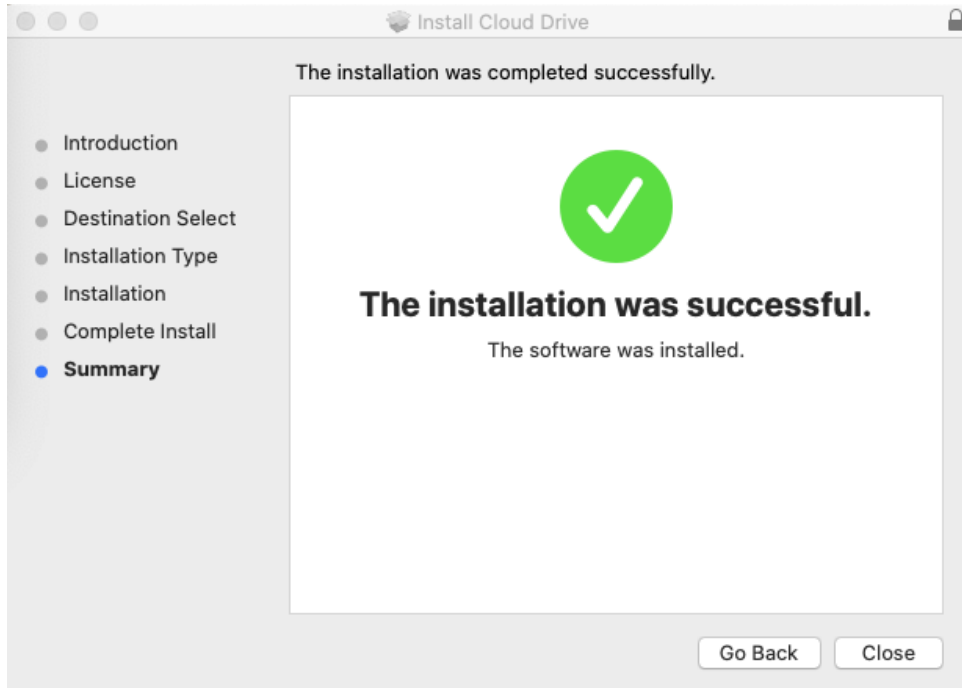 Install Cloud Drive
The installation was completed successfully.
Introduction
License
Destination Select
Installation Type
Installation
Complete Install
Summary
The installation was successful.
The software was installed.
Go Back
Close